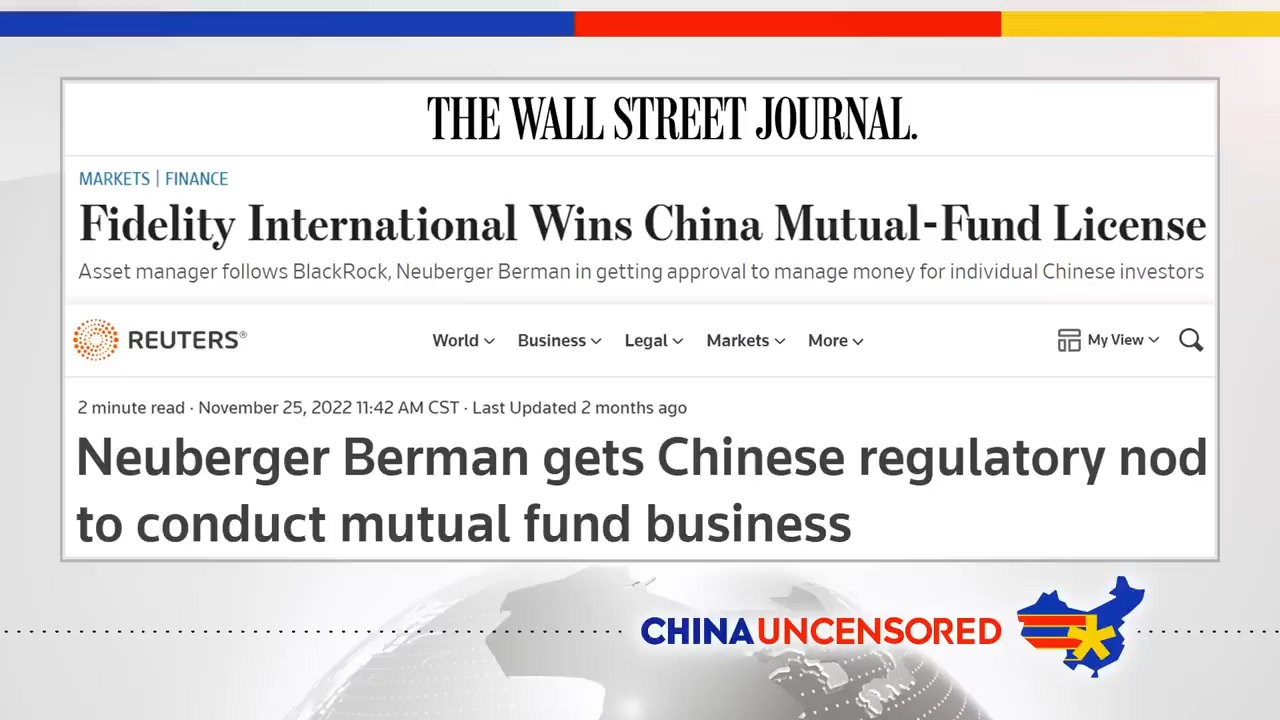 THE WALL STREET JOURNAL.
MARKETS | FINANCE
Fidelity International Wins China Mutual-Fund License
Asset manager follows BlackRock, Neuberger Berman in getting approval to manage money for individual Chinese investors
REUTERS®
World Business Legal Markets More My View
2 minute read · November 25, 2022 11:42 AM CST · Last Updated 2 months ago
Neuberger Berman gets Chinese regulatory nod
to conduct mutual fund business
CHINA UNCENSORED